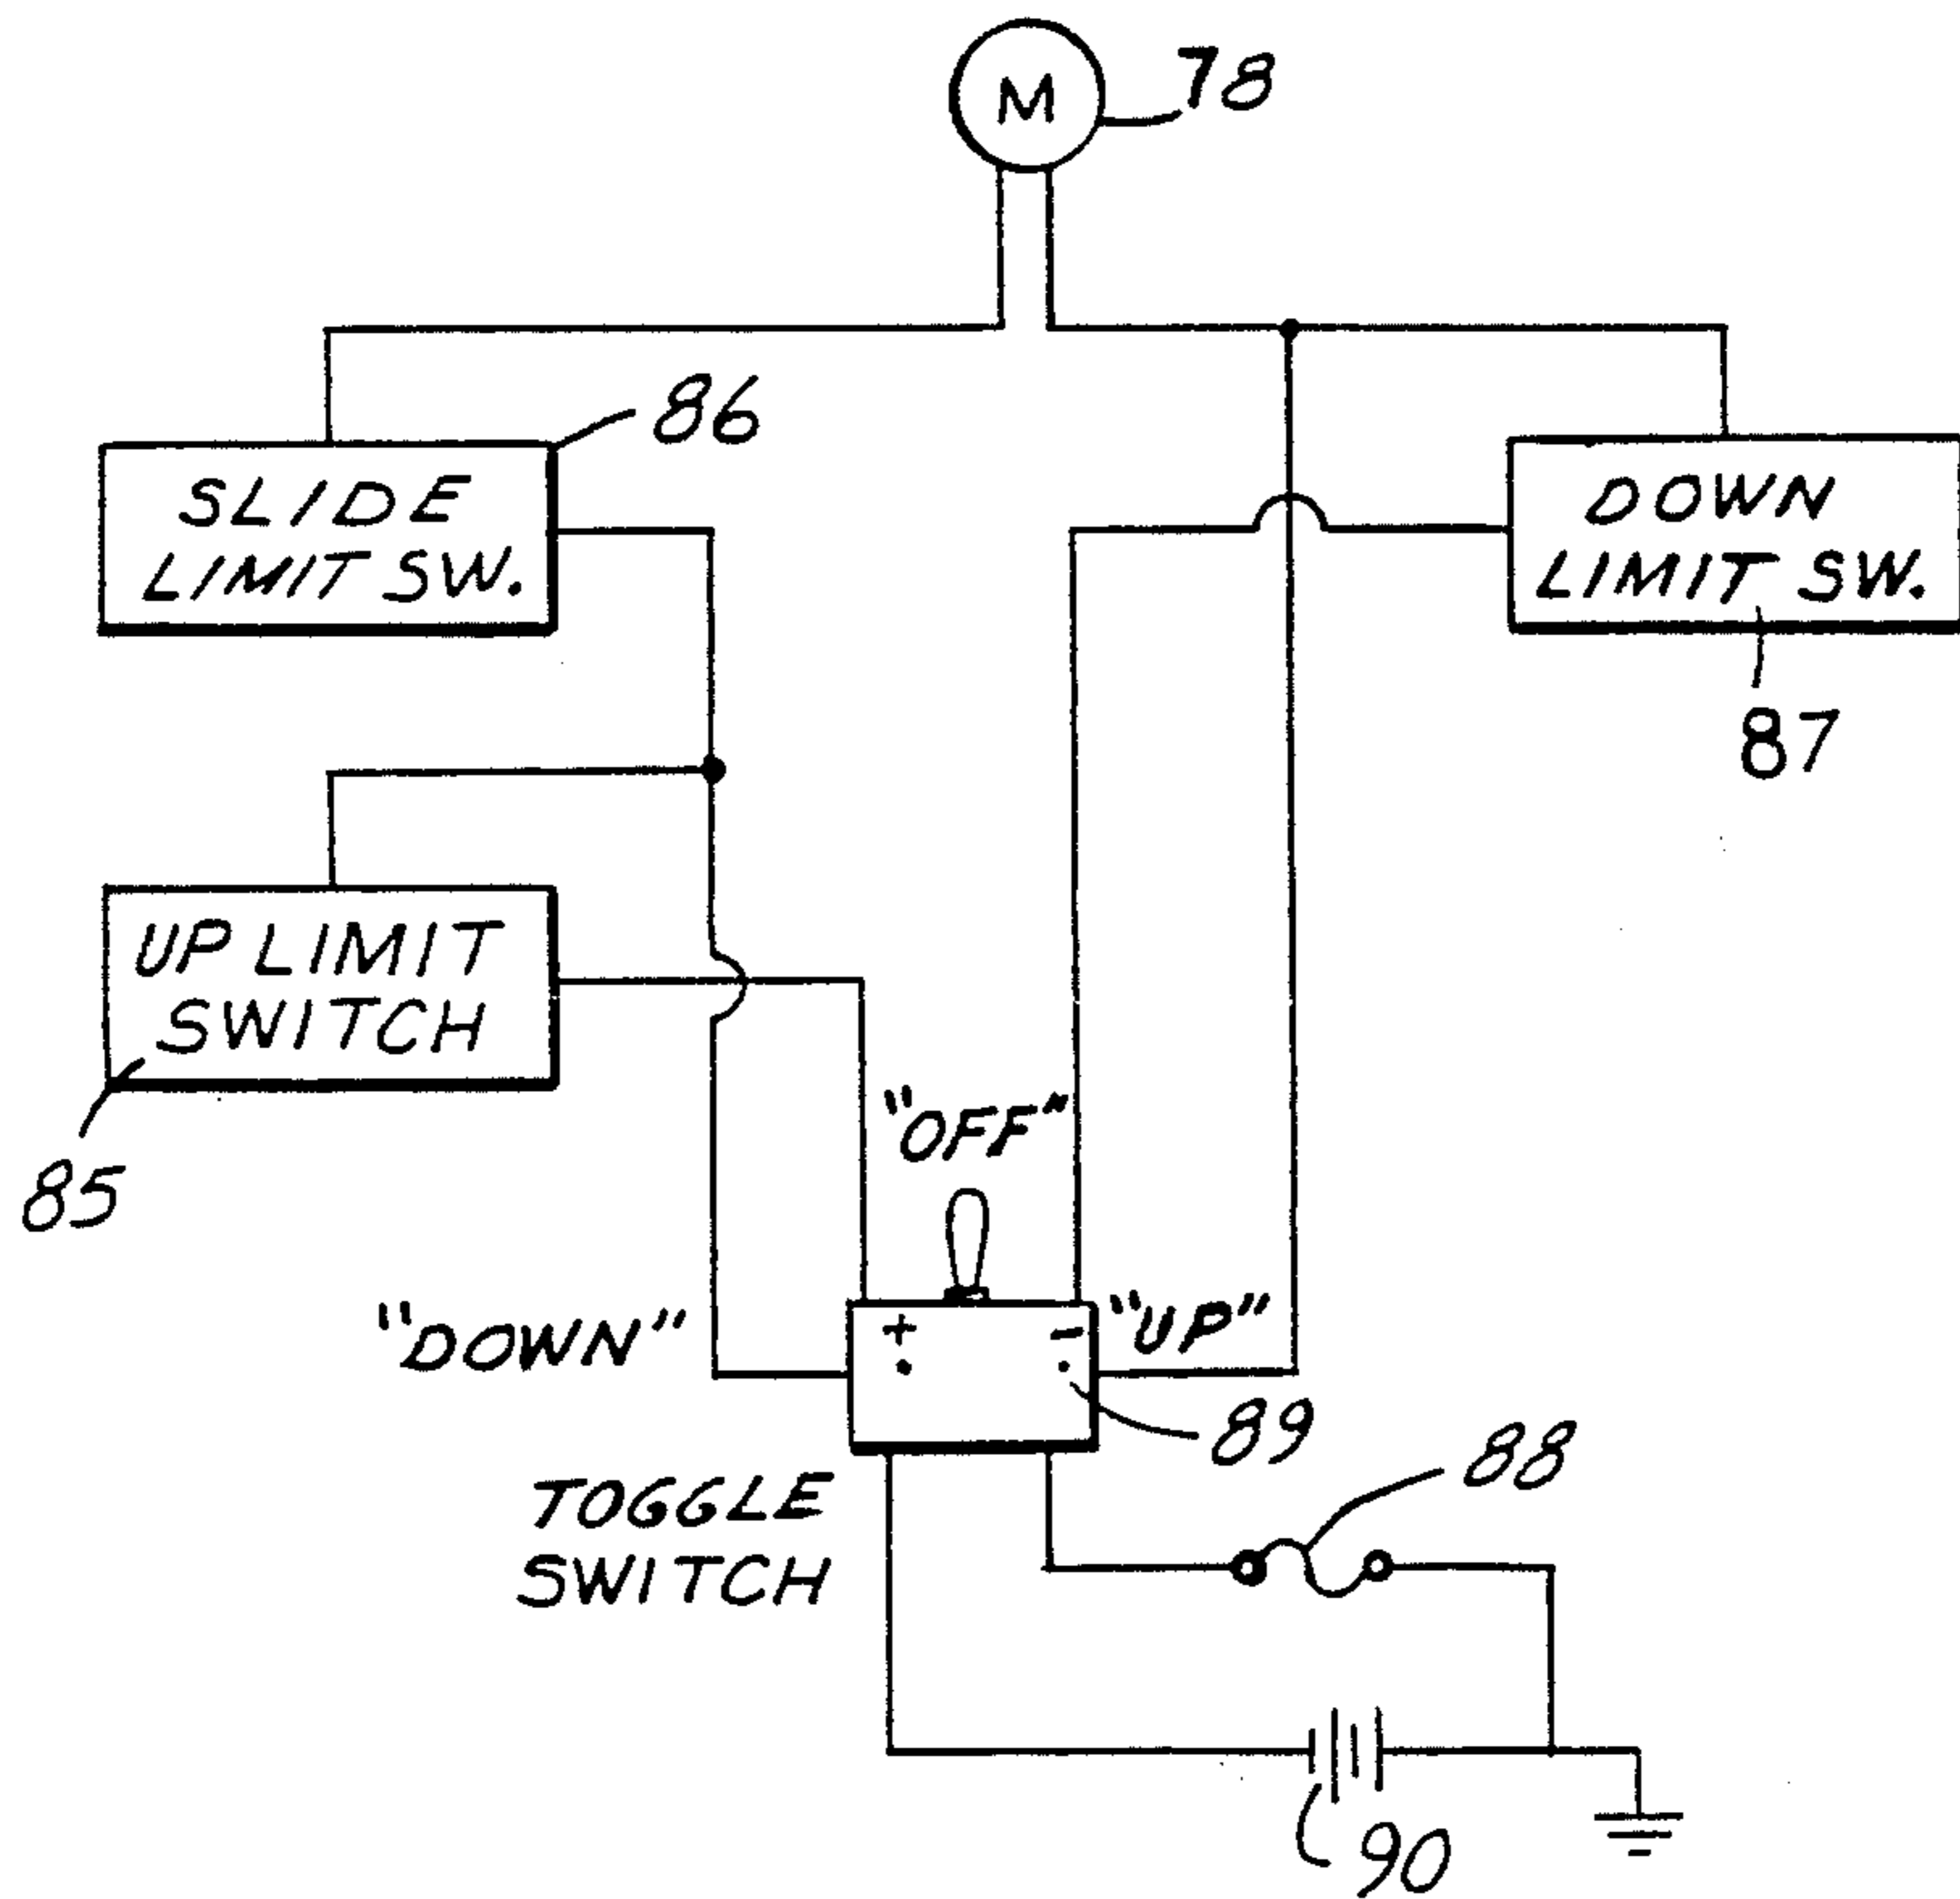 M
78
86
SLIDE
LIMIT SW.
DOWN
LIMIT SW.
87
UP LIMIT
SWITCH
85
"OFF"
"DOWN"
+
-
"UP"
89
88
TOGGLE
SWITCH
90